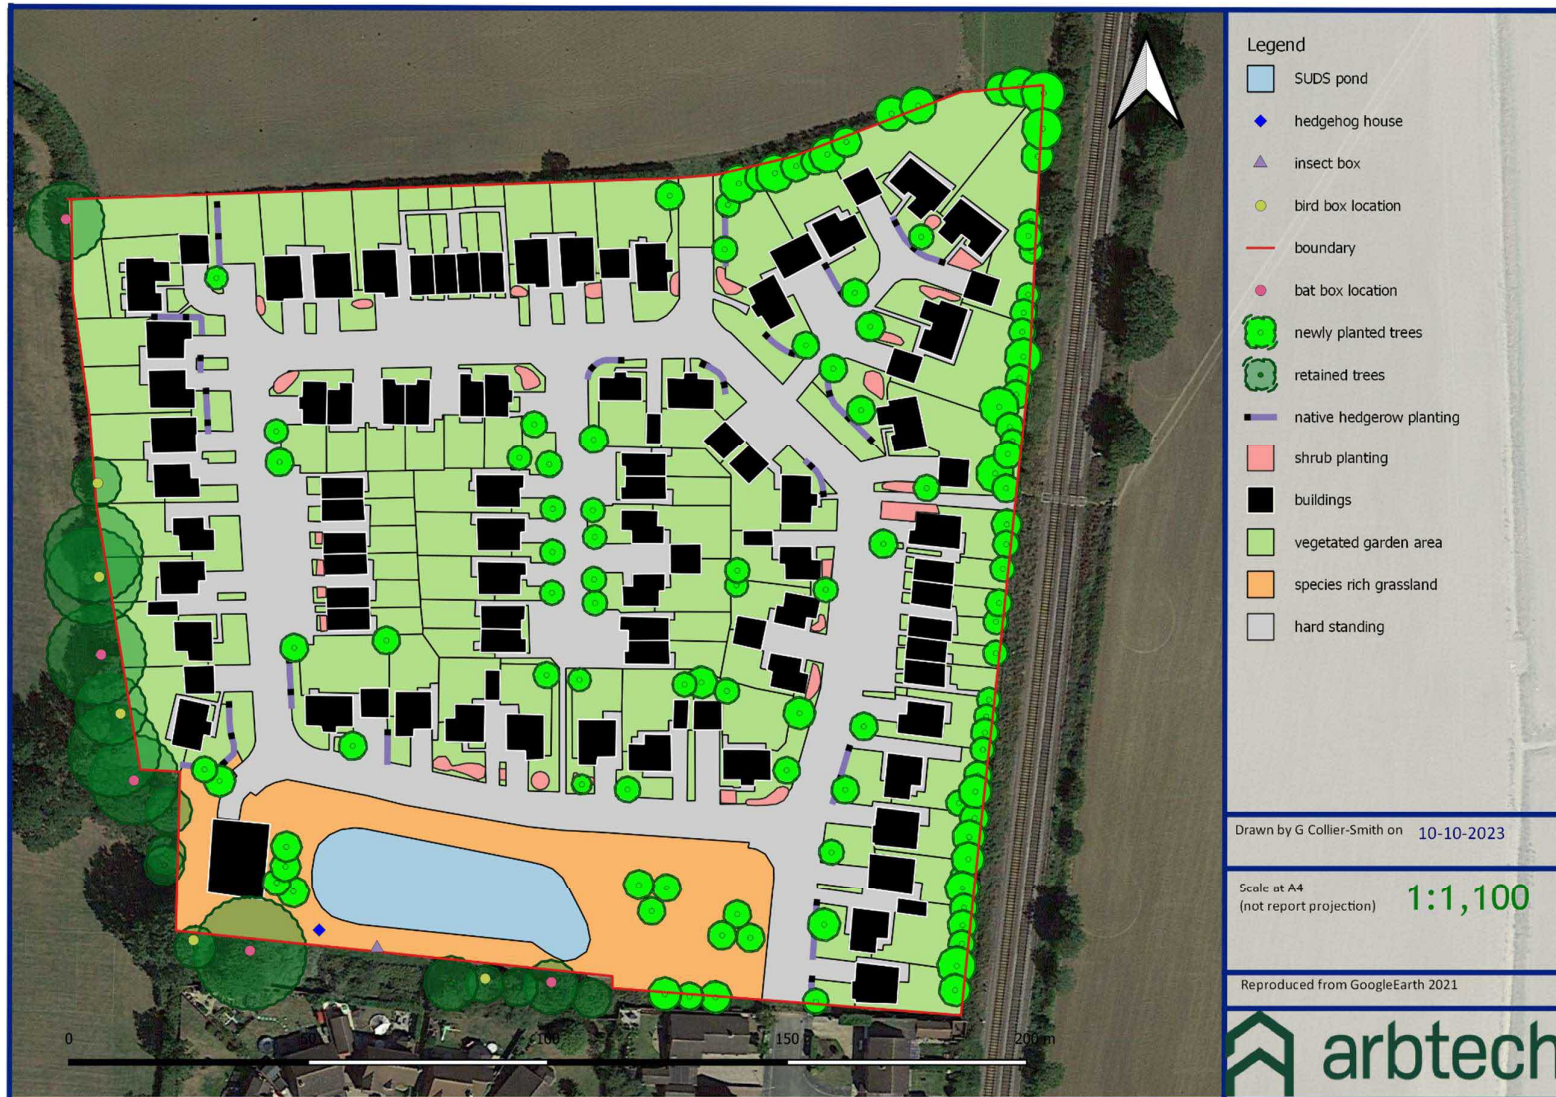 Legend
SUDS pond
hedgehog house
insect box
bird box location
boundary
bat box location
newly planted trees
retained trees
native hedgerow planting
shrub planting
buildings
vegetated garden area
species rich grassland
hard standing
Drawn by G Collier-Smith on 10-10-2023
Scale at A4
(not report projection) 1:1,100
Reproduced from GoogleEarth 2021
arbtech
0 50 100 150 200 m